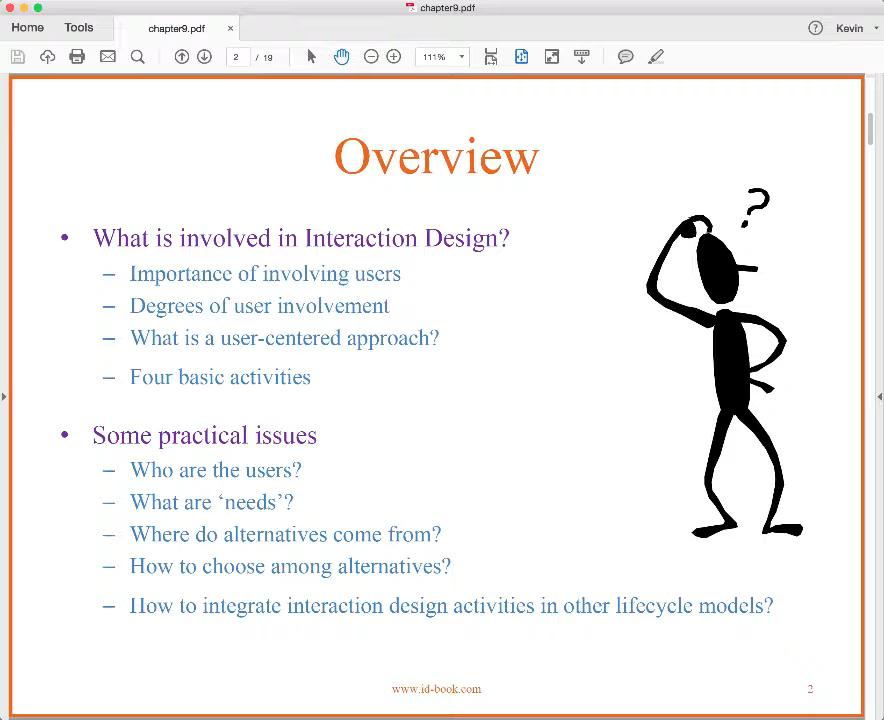 chapter9.pdf
Home Tools chapter9.pdf × ? Kevin
2 / 19 111%
Overview
?
• What is involved in Interaction Design?
– Importance of involving users
– Degrees of user involvement
– What is a user-centered approach?
– Four basic activities
• Some practical issues
– Who are the users?
– What are ‘needs’?
– Where do alternatives come from?
– How to choose among alternatives?
– How to integrate interaction design activities in other lifecycle models?
www.id-book.com 2